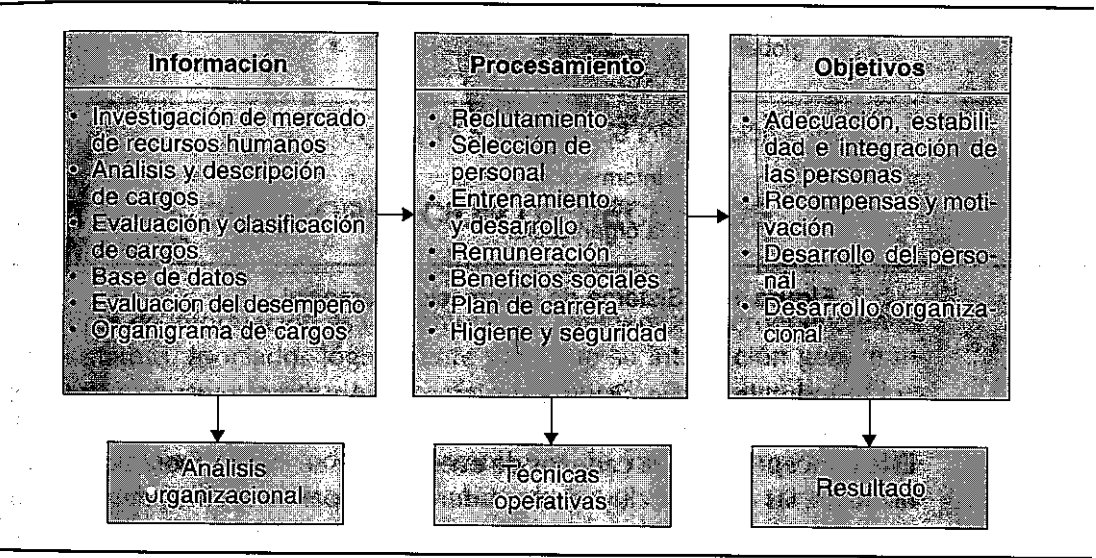 Información
• Investigación de mercado
de recursos humanos
• Análisis y descripción
de cargos
• Evaluación y clasificación
de cargos
• Base de datos
• Evaluación del desempeño
• Organigrama de cargos
Análisis
organizacional
Procesamiento
• Reclutamiento
• Selección de
personal
• Entrenamiento
y desarrollo
• Remuneración
• Beneficios sociales
• Plan de carrera
• Higiene y seguridad
Técnicas
operativas
Objetivos
• Adecuación, estabili-
dad e integración de
las personas
• Recompensas y moti-
vación
• Desarrollo del perso-
nal
• Desarrollo organiza-
cional
Resultado